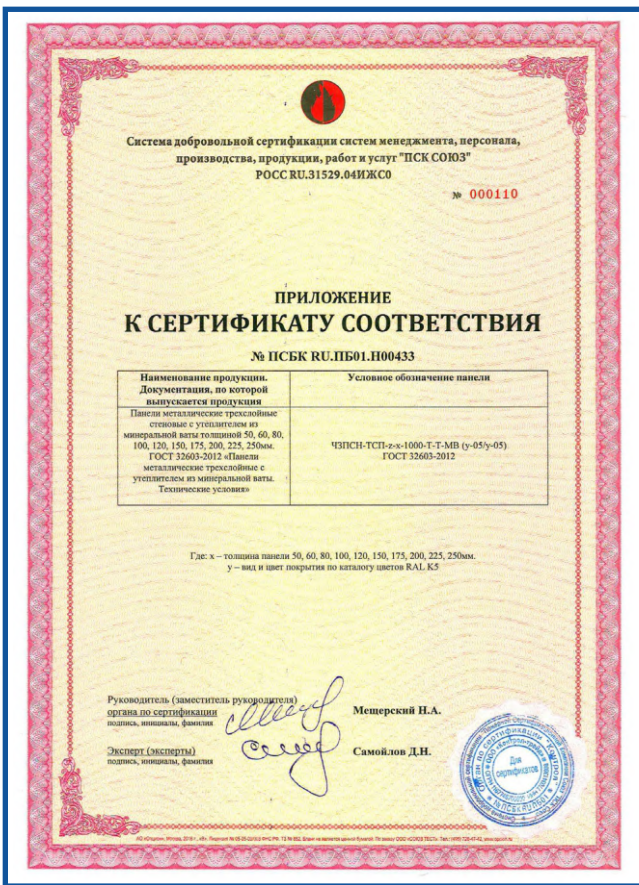 Система добровольной сертификации систем менеджмента, персонала,
производства, продукции, работ и услуг "ПСК СОЮЗ"
РОСС RU.31529.04ИЖС0
№ 000110
ПРИЛОЖЕНИЕ
К СЕРТИФИКАТУ СООТВЕТСТВИЯ
№ ПСБК RU.ПБ01.Н00433
Наименование продукции.
Документация, по которой
выпускается продукция
Условное обозначение панели
Панели металлические трехслойные
стеновые с утеплителем из
минеральной ваты толщиной 50, 60, 80,
100, 120, 150, 175, 200, 225, 250мм.
ГОСТ 32603-2012 «Панели
металлические трехслойные с
утеплителем из минеральной ваты.
Технические условия»
ЧЗПСН-ТСП-z-x-1000-Т-Т-МВ (у-05/у-05)
ГОСТ 32603-2012
Где: х – толщина панели 50, 60, 80, 100, 120, 150, 175, 200, 225, 250мм.
у – вид и цвет покрытия по каталогу цветов RAL K5
Руководитель (заместитель руководителя)
органа по сертификации
подпись, инициалы, фамилия
Мещерский Н.А.
Эксперт (эксперты)
подпись, инициалы, фамилия
Самойлов Д.Н.
Для
сертификатов